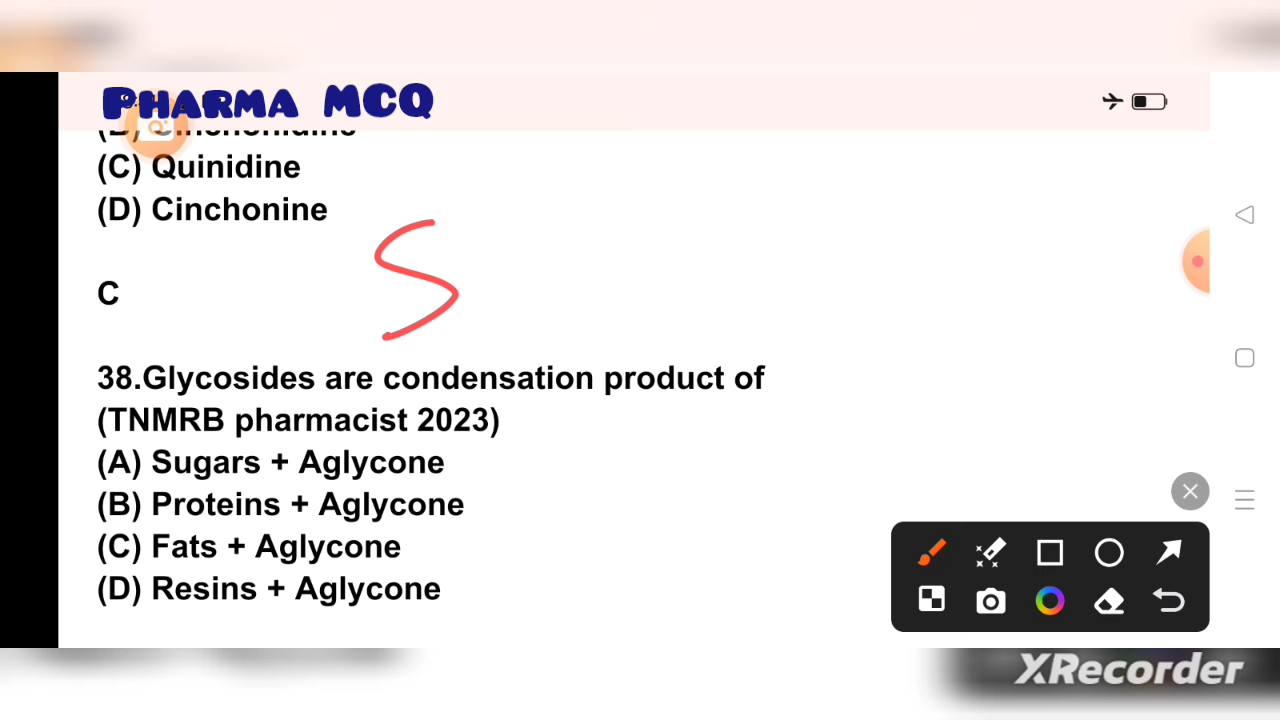 PHARMA MCQ
(B) Cinchonidine
(C) Quinidine
(D) Cinchonine
C
38.Glycosides are condensation product of
(TNMRB pharmacist 2023)
(A) Sugars + Aglycone
(B) Proteins + Aglycone
(C) Fats + Aglycone
(D) Resins + Aglycone
XRecorder